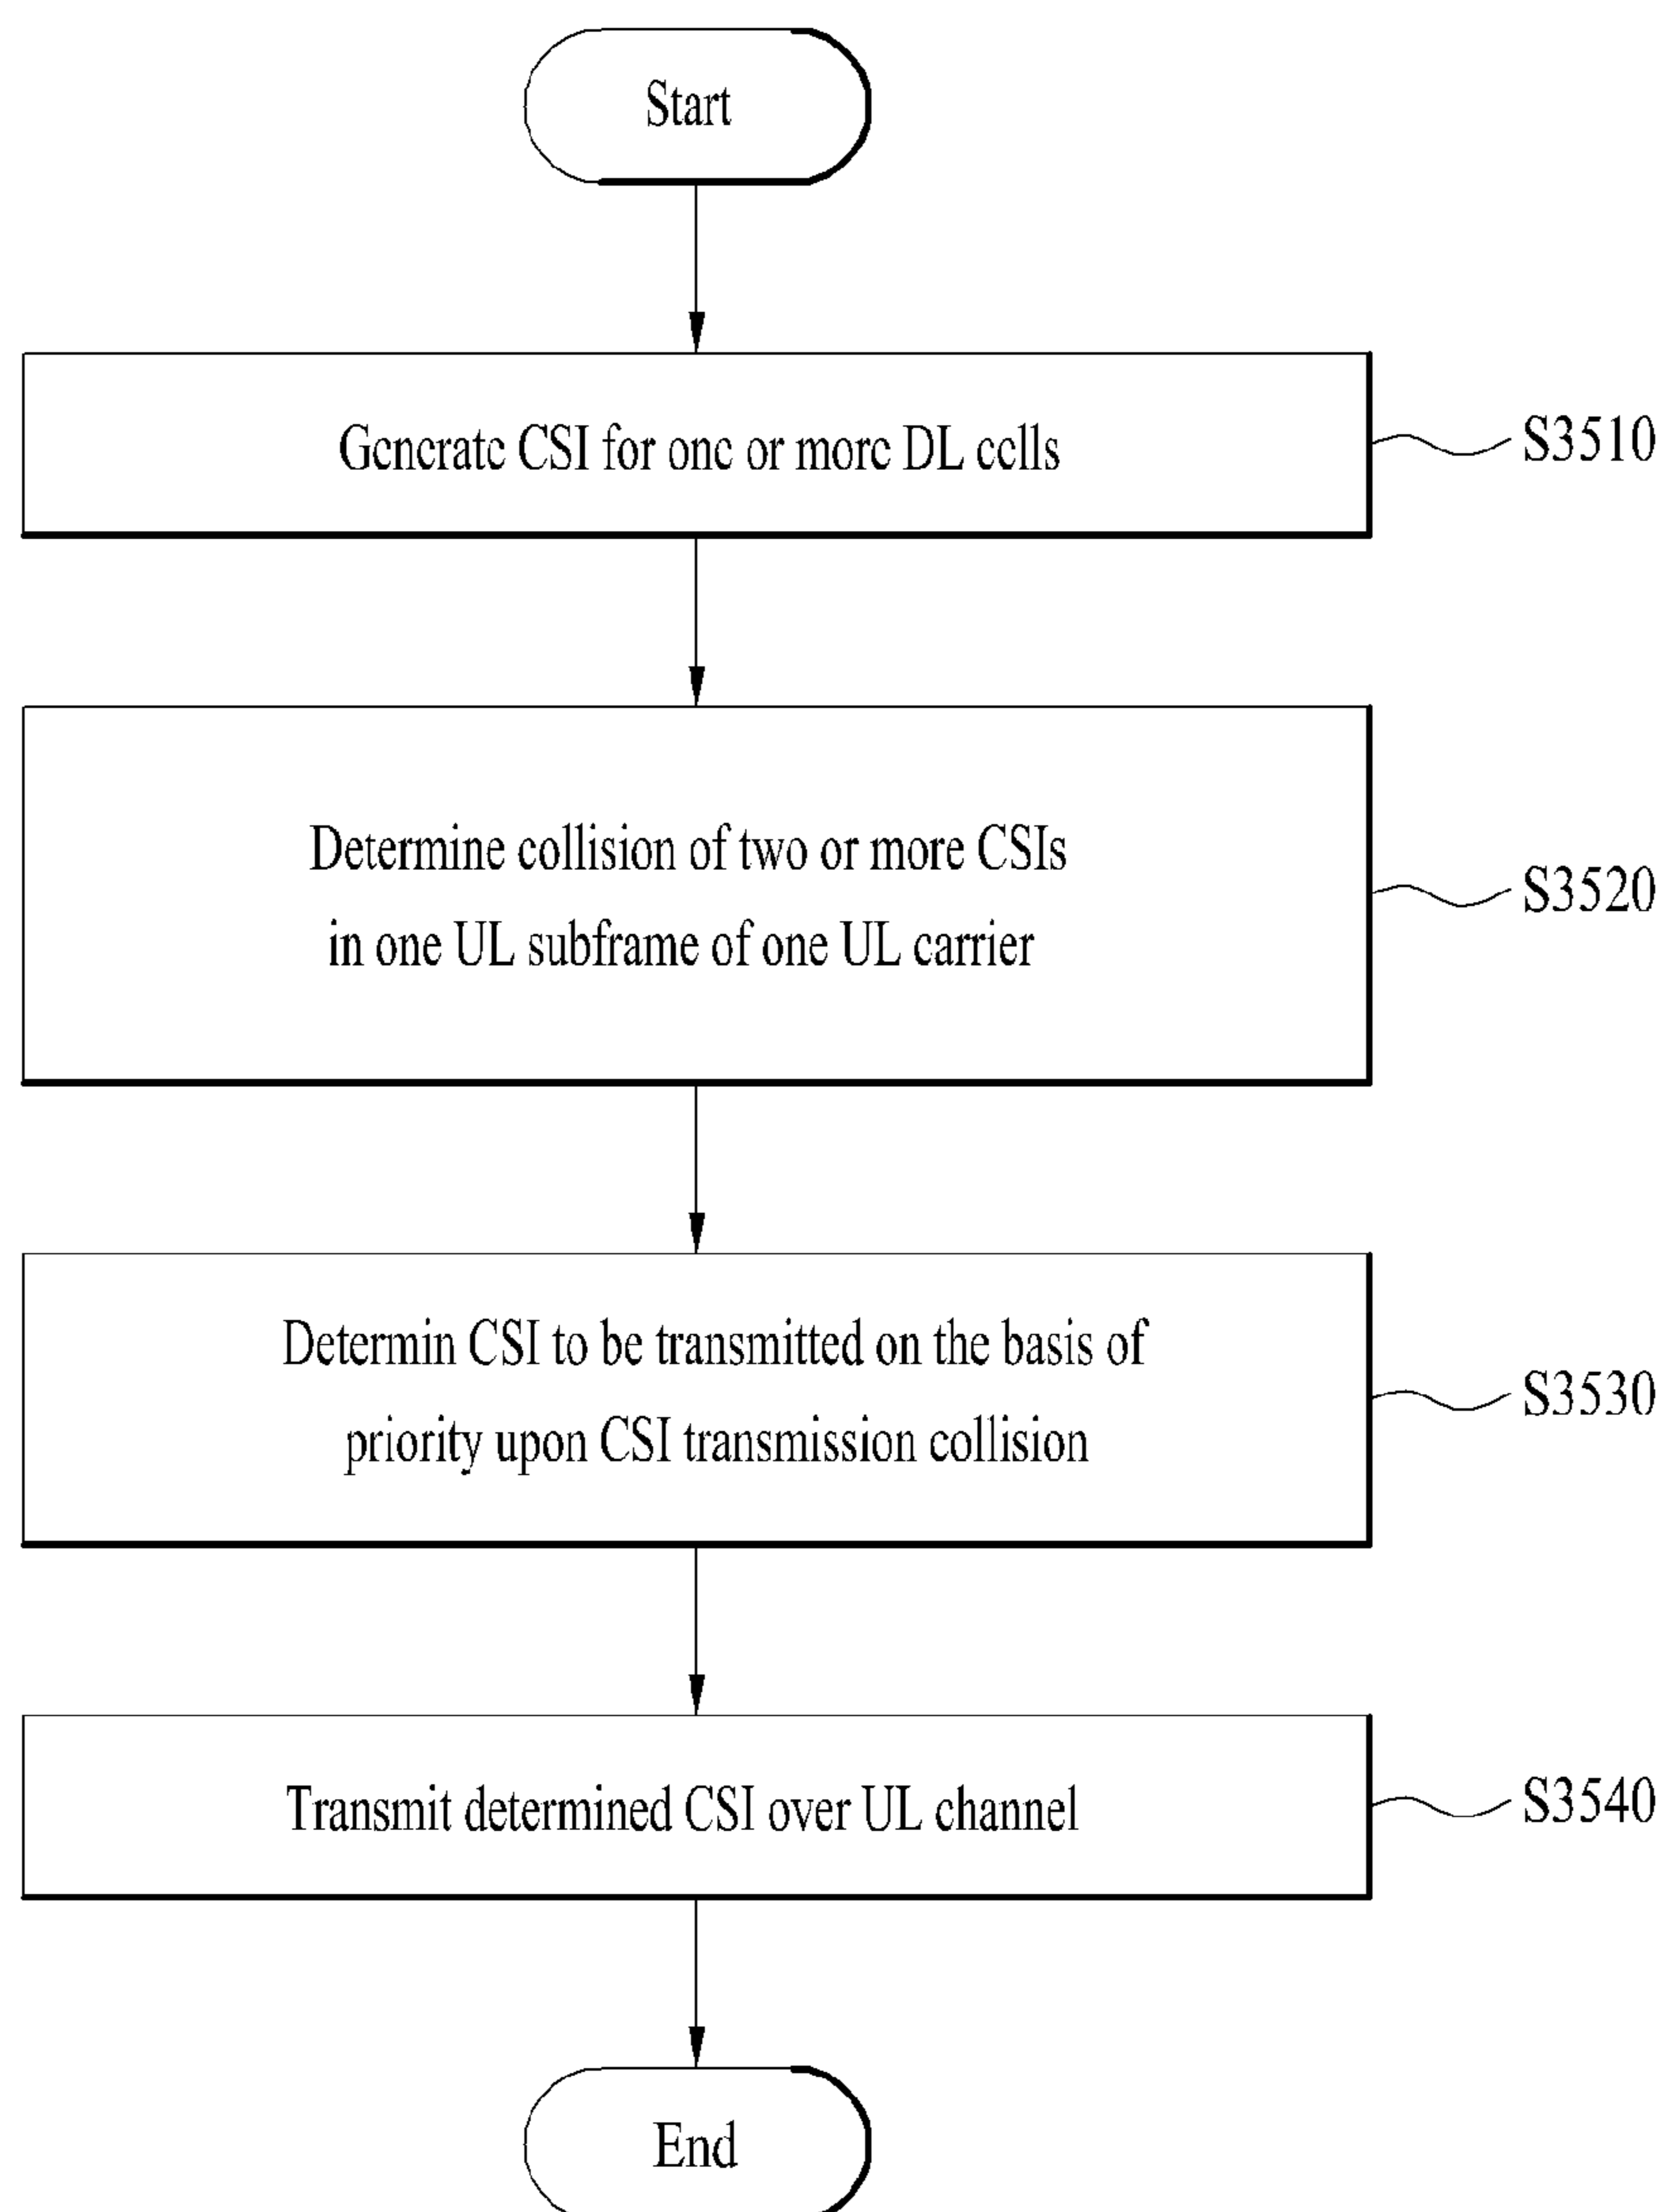 Start
Generate CSI for one or more DL cells
S3510
Determine collision of two or more CSIs
in one UL subframe of one UL carrier
S3520
Determin CSI to be transmitted on the basis of
priority upon CSI transmission collision
S3530
Transmit determined CSI over UL channel
S3540
End